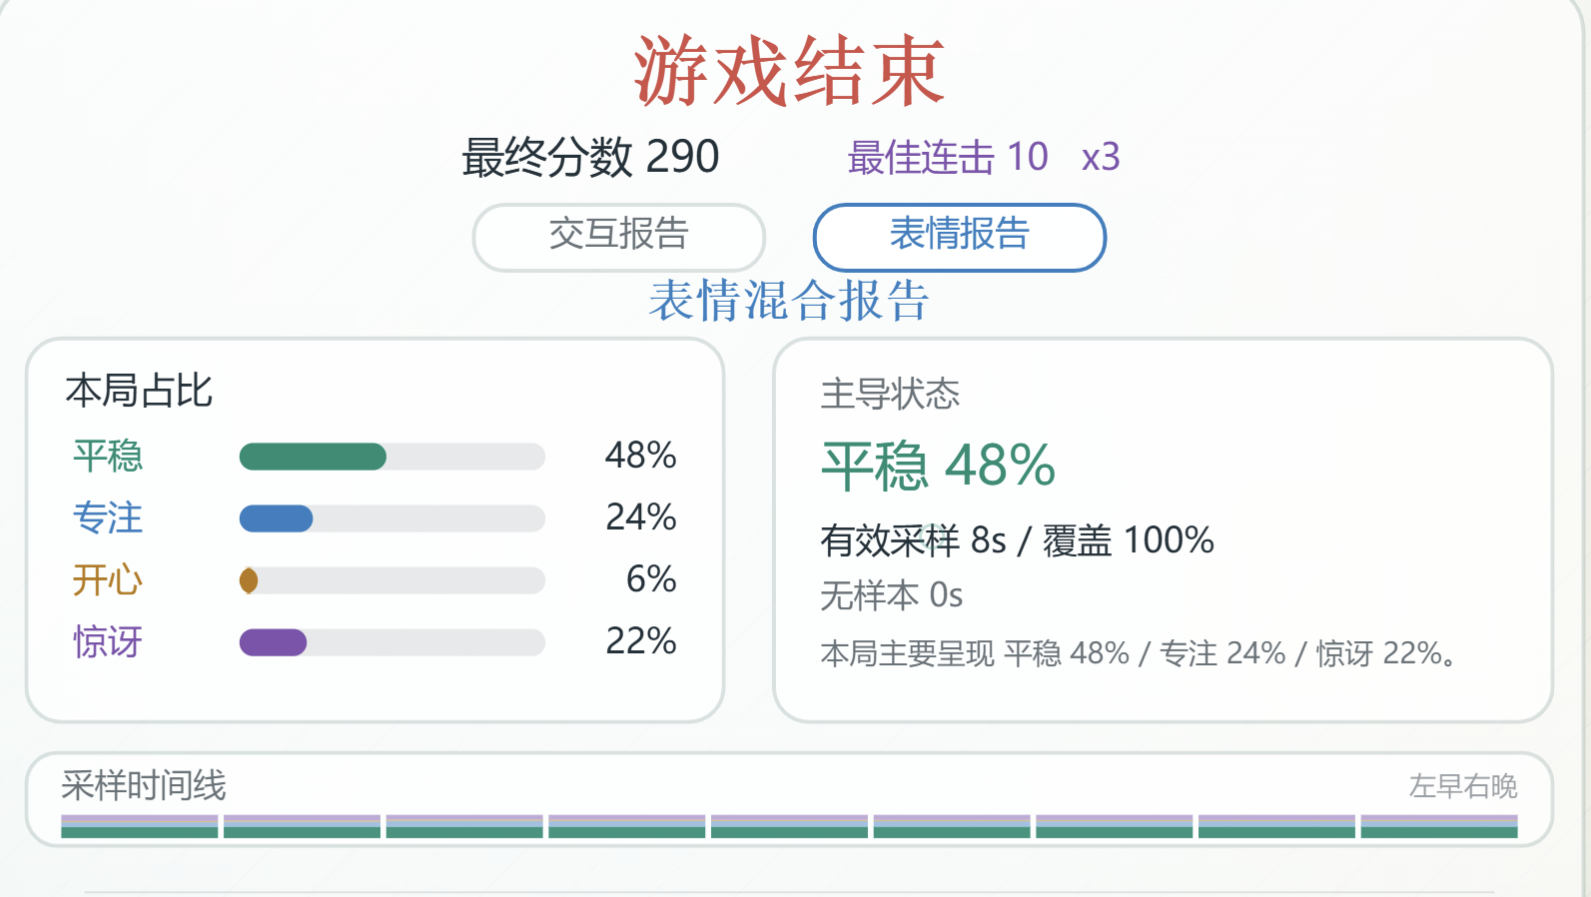 游戏结束
最终分数 290 最佳连击 10 x3
交互报告 表情报告
表情混合报告
本局占比
平稳 48%
专注 24%
开心 6%
惊讶 22%
主导状态
平稳 48%
有效采样 8s / 覆盖 100%
无样本 0s
本局主要呈现 平稳 48% / 专注 24% / 惊讶 22%。
采样时间线 左早右晚